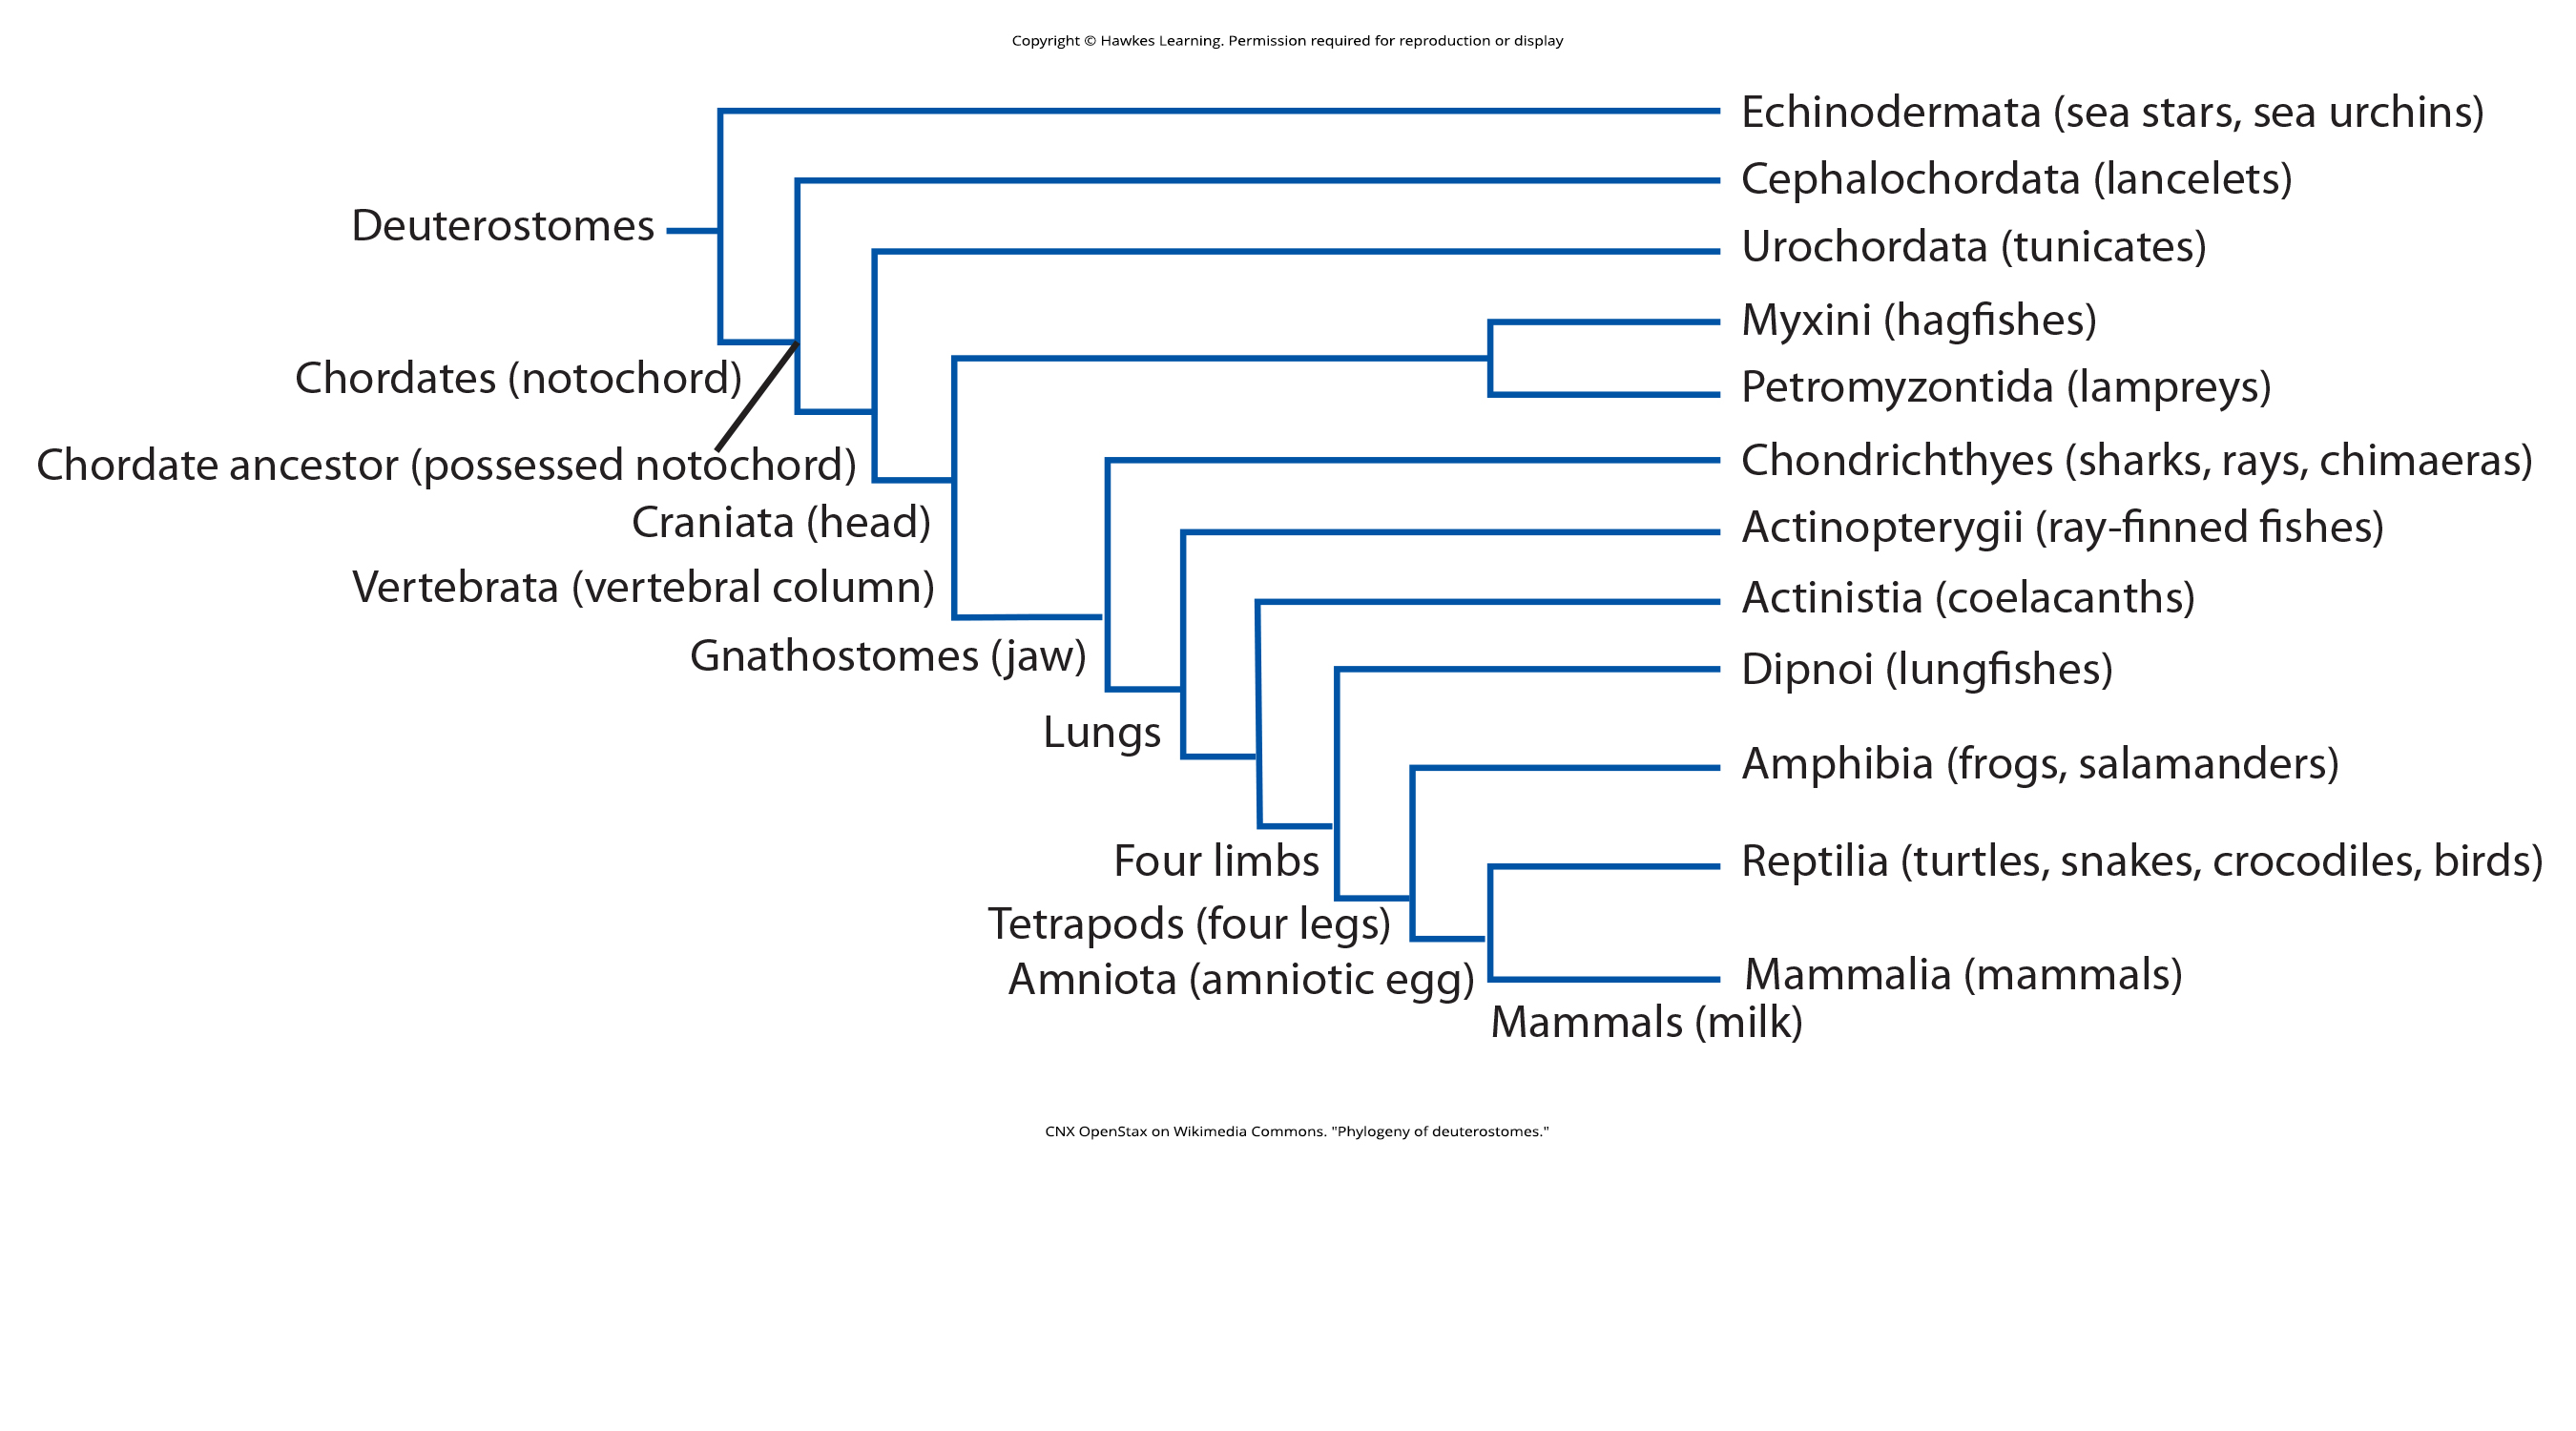 Copyright © Hawkes Learning. Permission required for reproduction or display
Echinodermata (sea stars, sea urchins)
Cephalochordata (lancelets)
Deuterostomes
Urochordata (tunicates)
Myxini (hagfishes)
Chordates (notochord)
Petromyzontida (lampreys)
Chordate ancestor (possessed notochord)
Chondrichthyes (sharks, rays, chimaeras)
Craniata (head)
Actinopterygii (ray-finned fishes)
Vertebrata (vertebral column)
Actinistia (coelacanths)
Gnathostomes (jaw)
Dipnoi (lungfishes)
Lungs
Amphibia (frogs, salamanders)
Four limbs
Reptilia (turtles, snakes, crocodiles, birds)
Tetrapods (four legs)
Amniota (amniotic egg)
Mammalia (mammals)
Mammals (milk)
CNX OpenStax on Wikimedia Commons. "Phylogeny of deuterostomes."